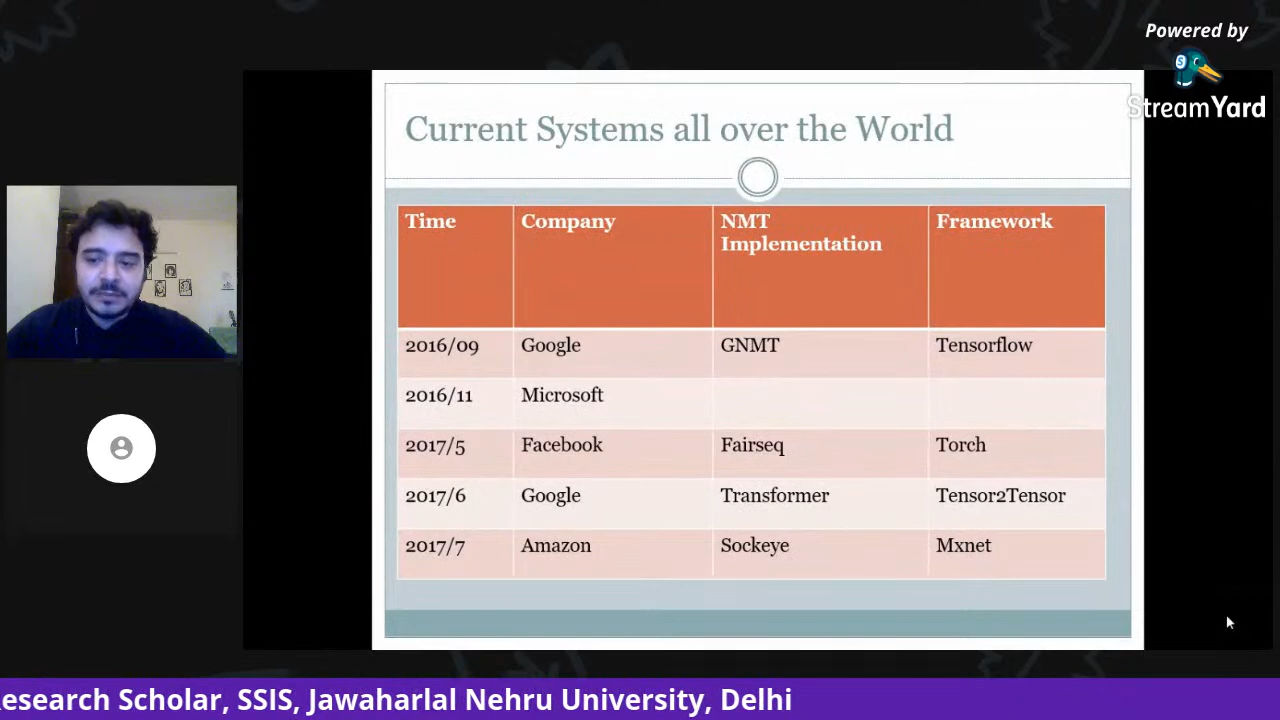 Powered by
StreamYard
Current Systems all over the World
Time Company NMT Implementation Framework
2016/09 Google GNMT Tensorflow
2016/11 Microsoft
2017/5 Facebook Fairseq Torch
2017/6 Google Transformer Tensor2Tensor
2017/7 Amazon Sockeye Mxnet
esearch Scholar, SSIS, Jawaharlal Nehru University, Delhi